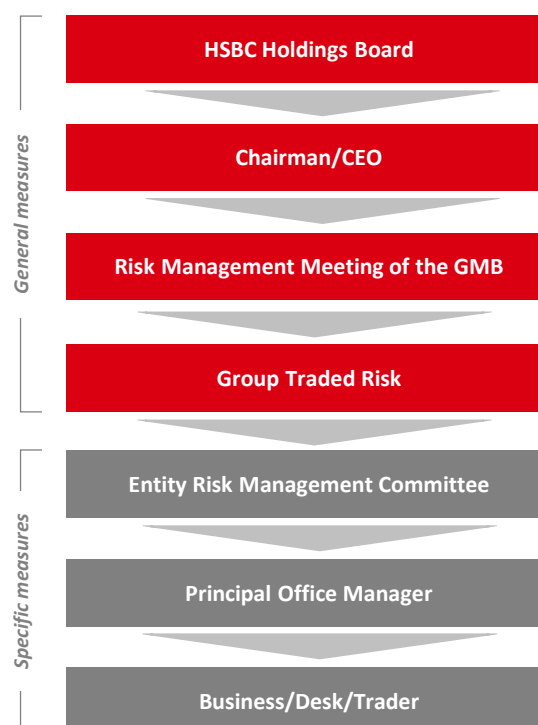 General measures
HSBC Holdings Board
Chairman/CEO
Risk Management Meeting of the GMB
Group Traded Risk
Specific measures
Entity Risk Management Committee
Principal Office Manager
Business/Desk/Trader